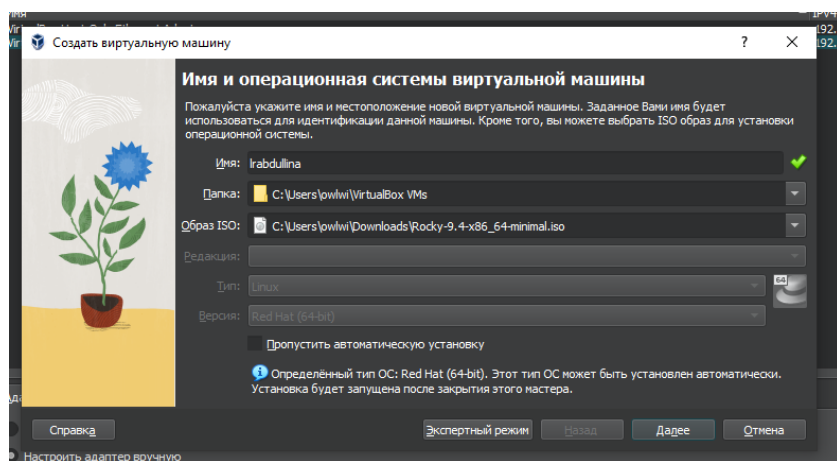 Создать виртуальную машину
?
Имя и операционная системы виртуальной машины
Пожалуйста укажите имя и местоположение новой виртуальной машины. Заданное Вами имя будет
использоваться для идентификации данной машины. Кроме того, вы можете выбрать ISO образ для установки
операционной системы.
Имя: lrabdullina
Папка: C:\Users\pwlwi\VirtualBox VMs
Образ ISO: C:\Users\pwlwi\Downloads\Rocky-9.4-x86_64-minimal.iso
Редакция:
Тип: Linux
64
Версия: Red Hat (64-bit)
Пропустить автоматическую установку
Определённый тип ОС: Red Hat (64-bit). Этот тип ОС может быть установлен автоматически.
Установка будет запущена после закрытия этого мастера.
Справка Экспертный режим Назад Далее Отмена
Настроить адаптер вручную
192.
192.